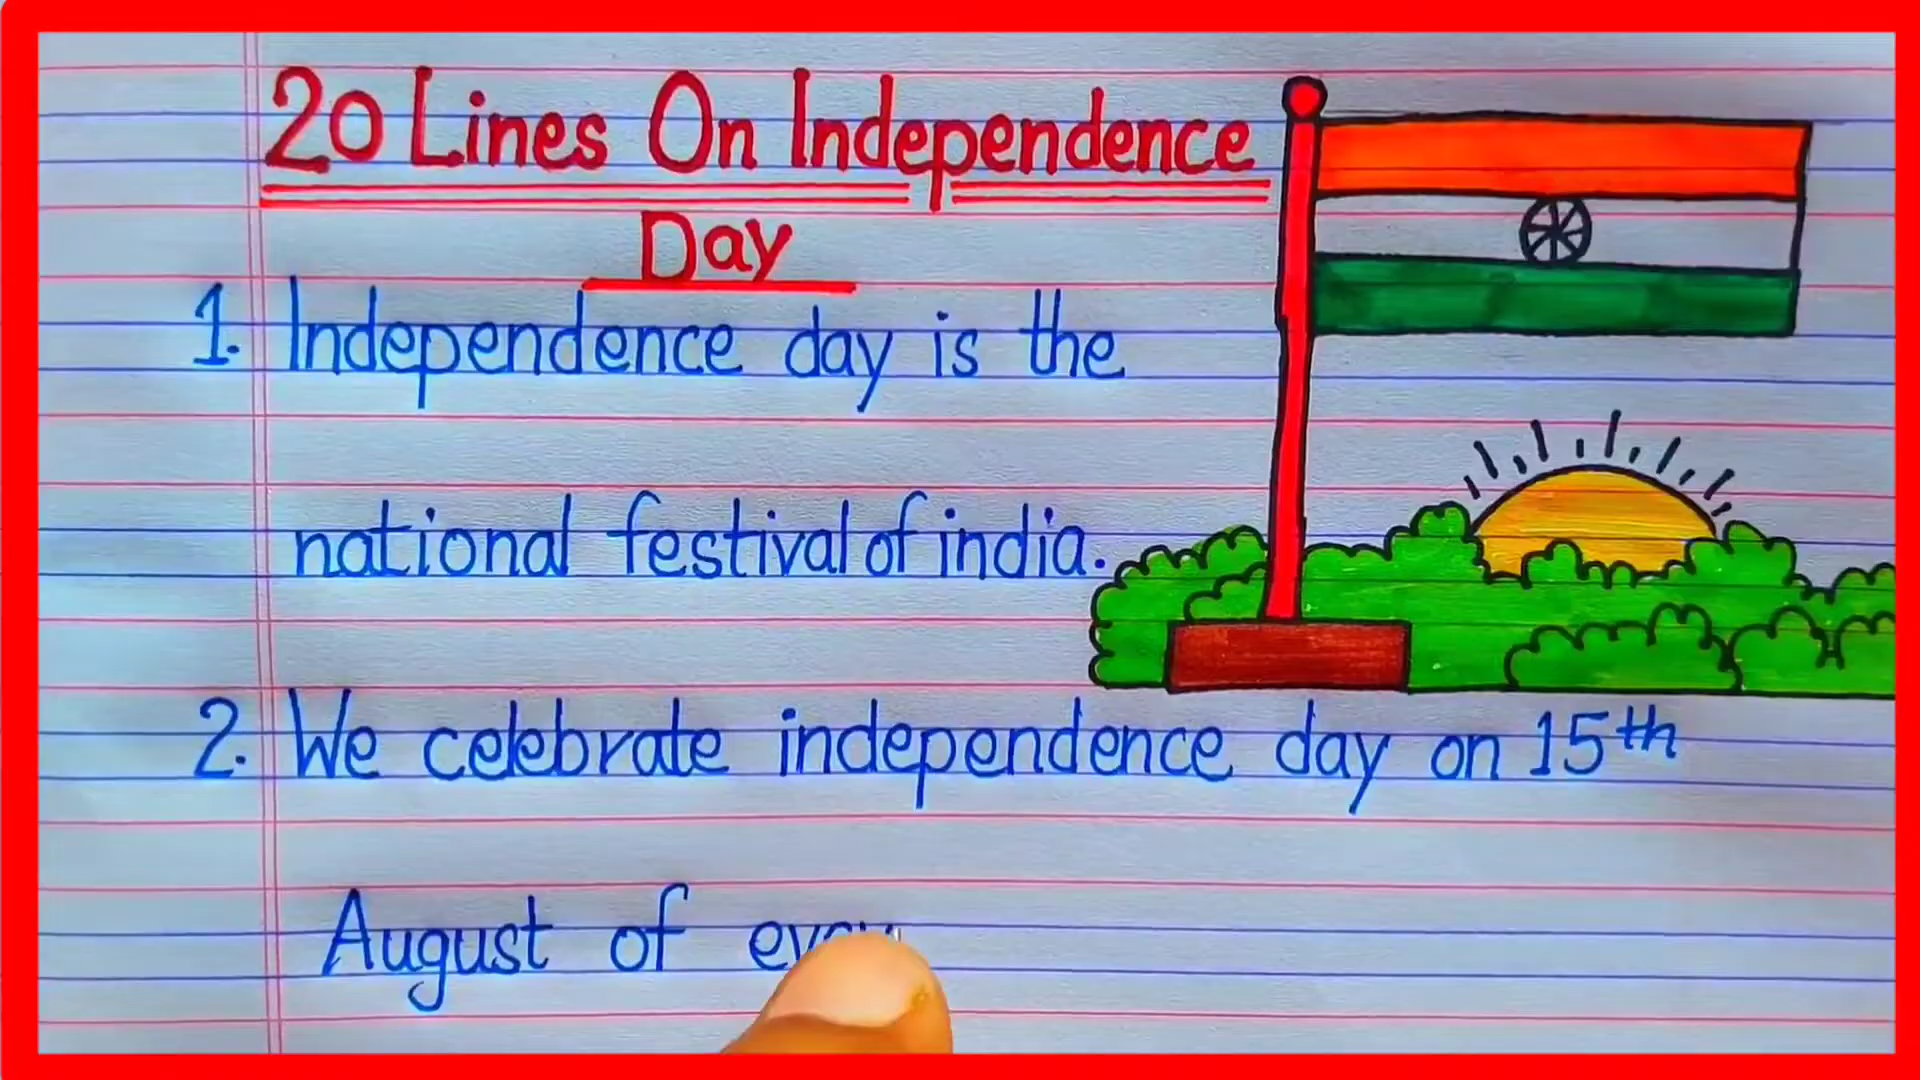 20 Lines On Independence
Day
1. Independence day is the
national festival of india.
2. We celebrate independence day on 15th
August of